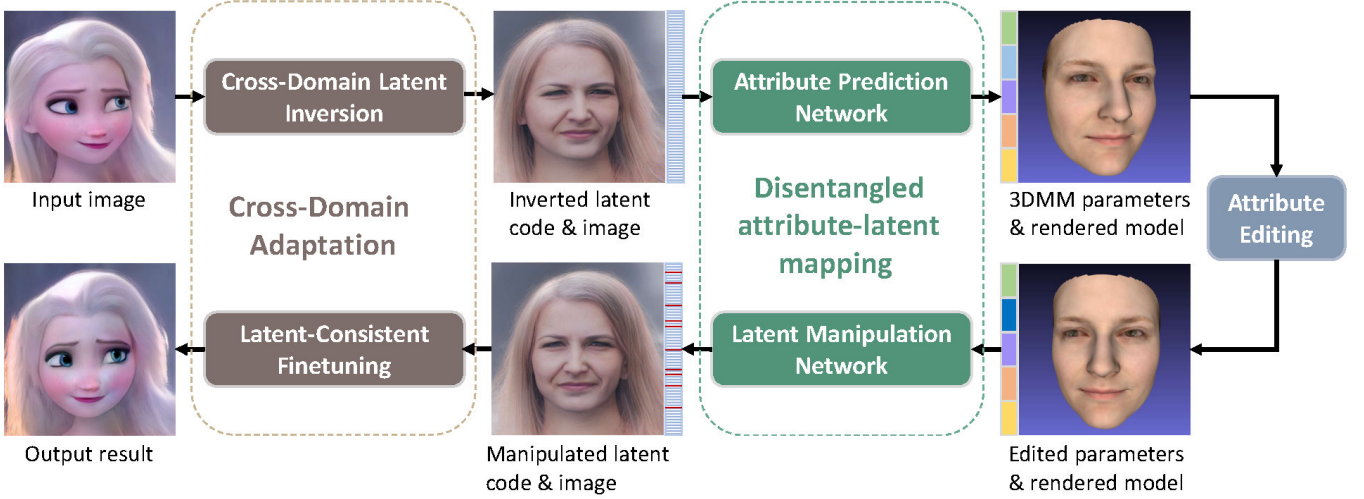 Cross-Domain Latent
Inversion
Attribute Prediction
Network
Input image
Cross-Domain
Adaptation
Inverted latent
code & image
Disentangled
attribute-latent
mapping
3DMM parameters
& rendered model
Attribute
Editing
Latent-Consistent
Finetuning
Latent Manipulation
Network
Output result
Manipulated latent
code & image
Edited parameters
& rendered model